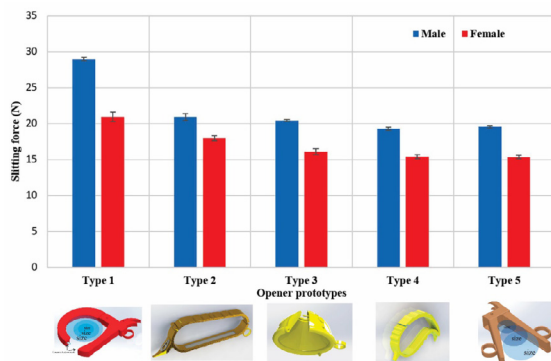 35
Male
Female
30
25
20
15
10
5
0
Slitting force (N)
Type 1
Type 2
Type 3
Type 4
Type 5
Opener prototypes